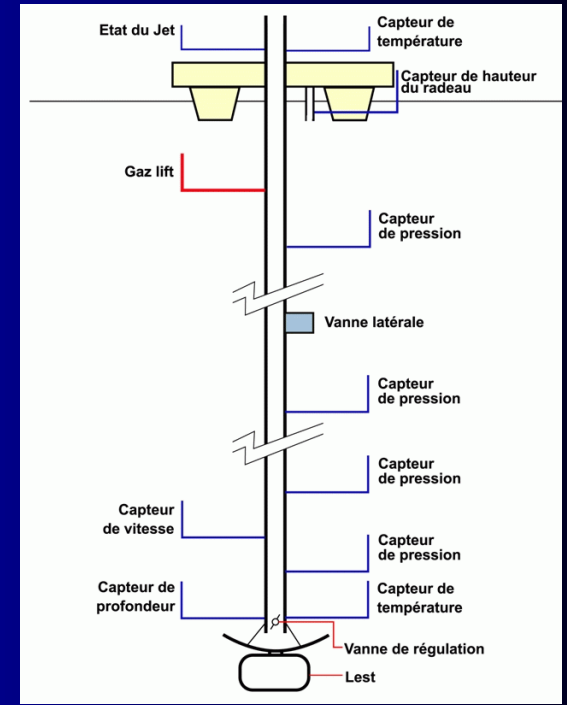 Etat du Jet
Capteur de
température
Capteur de hauteur
du radeau
Gaz lift
Capteur
de pression
Vanne latérale
Capteur
de pression
Capteur
de pression
Capteur
de vitesse
Capteur
de pression
Capteur de
profondeur
Capteur de
température
Vanne de régulation
Lest